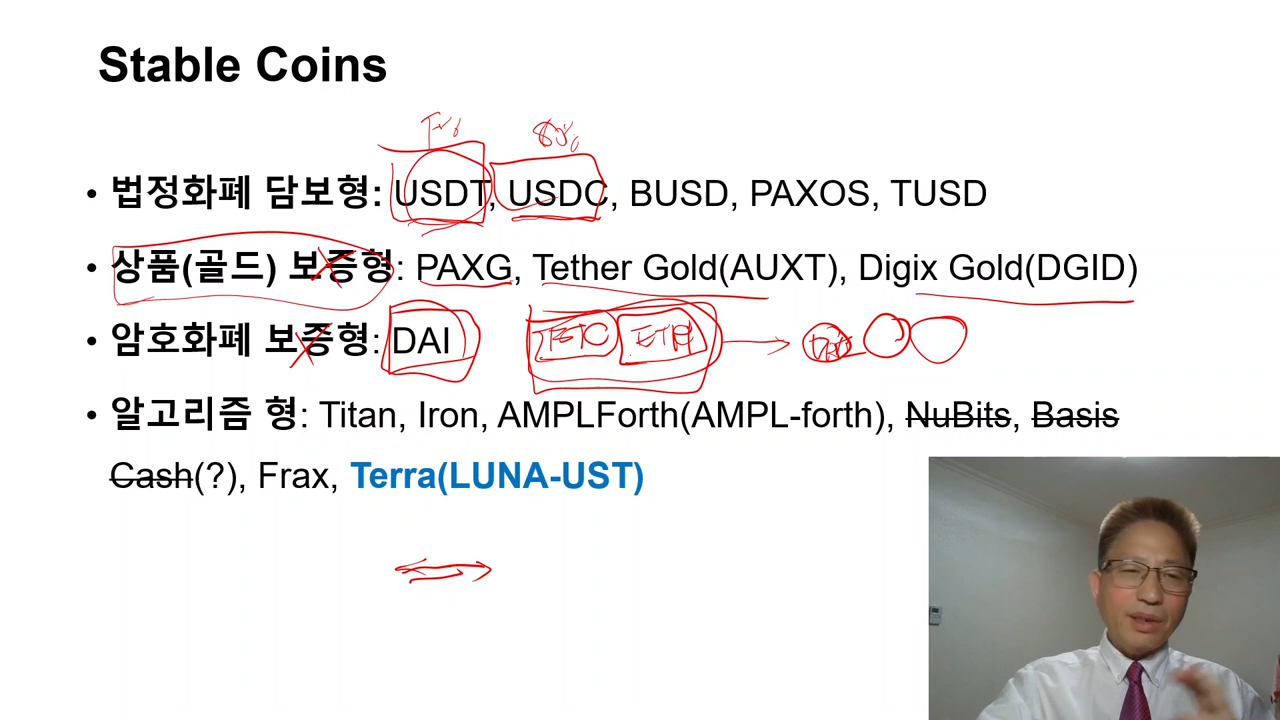 Stable Coins
• 법정화폐 담보형: USDT, USDC, BUSD, PAXOS, TUSD
• 상품(골드) 보증형: PAXG, Tether Gold(AUXT), Digix Gold(DGID)
• 암호화폐 보증형: DAI BTC ETH
• 알고리즘 형: Titan, Iron, AMPLForth(AMPL-forth), NuBits, Basis
Cash(?), Frax, Terra(LUNA-UST)